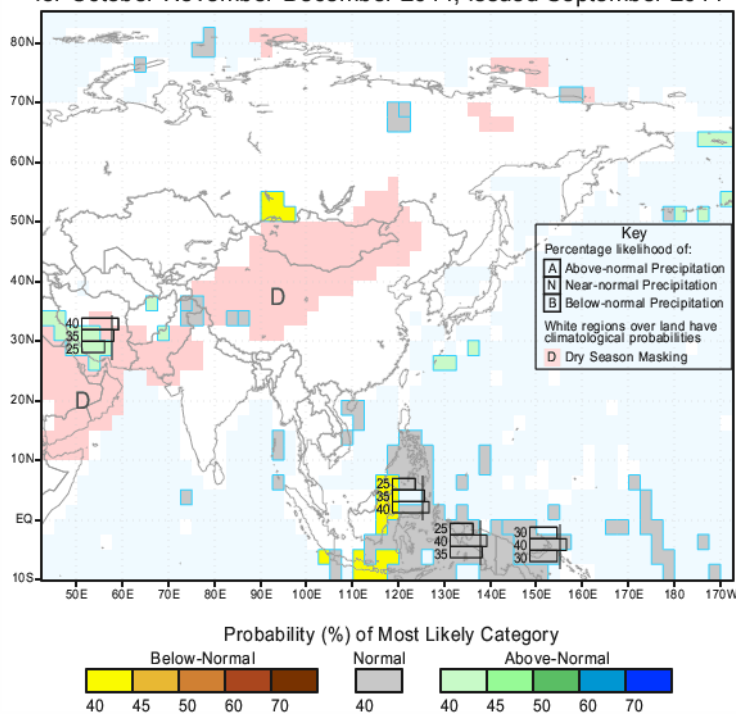 for October-November-December 2014, Issued September 2014
80N
70N
60N
50N
40N
30N
20N
10N
EQ
10S
50E
60E
70E
80E
90E
100E
110E
120E
130E
140E
150E
160E
170E
180
170W
D
D
40
35
25
25
35
40
25
40
35
30
40
30
Key
Percentage likelihood of:
A Above-normal Precipitation
N Near-normal Precipitation
B Below-normal Precipitation
White regions over land have
climatological probabilities
D Dry Season Masking
Probability (%) of Most Likely Category
Below-Normal Normal Above-Normal
40 45 50 60 70 40 40 45 50 60 70